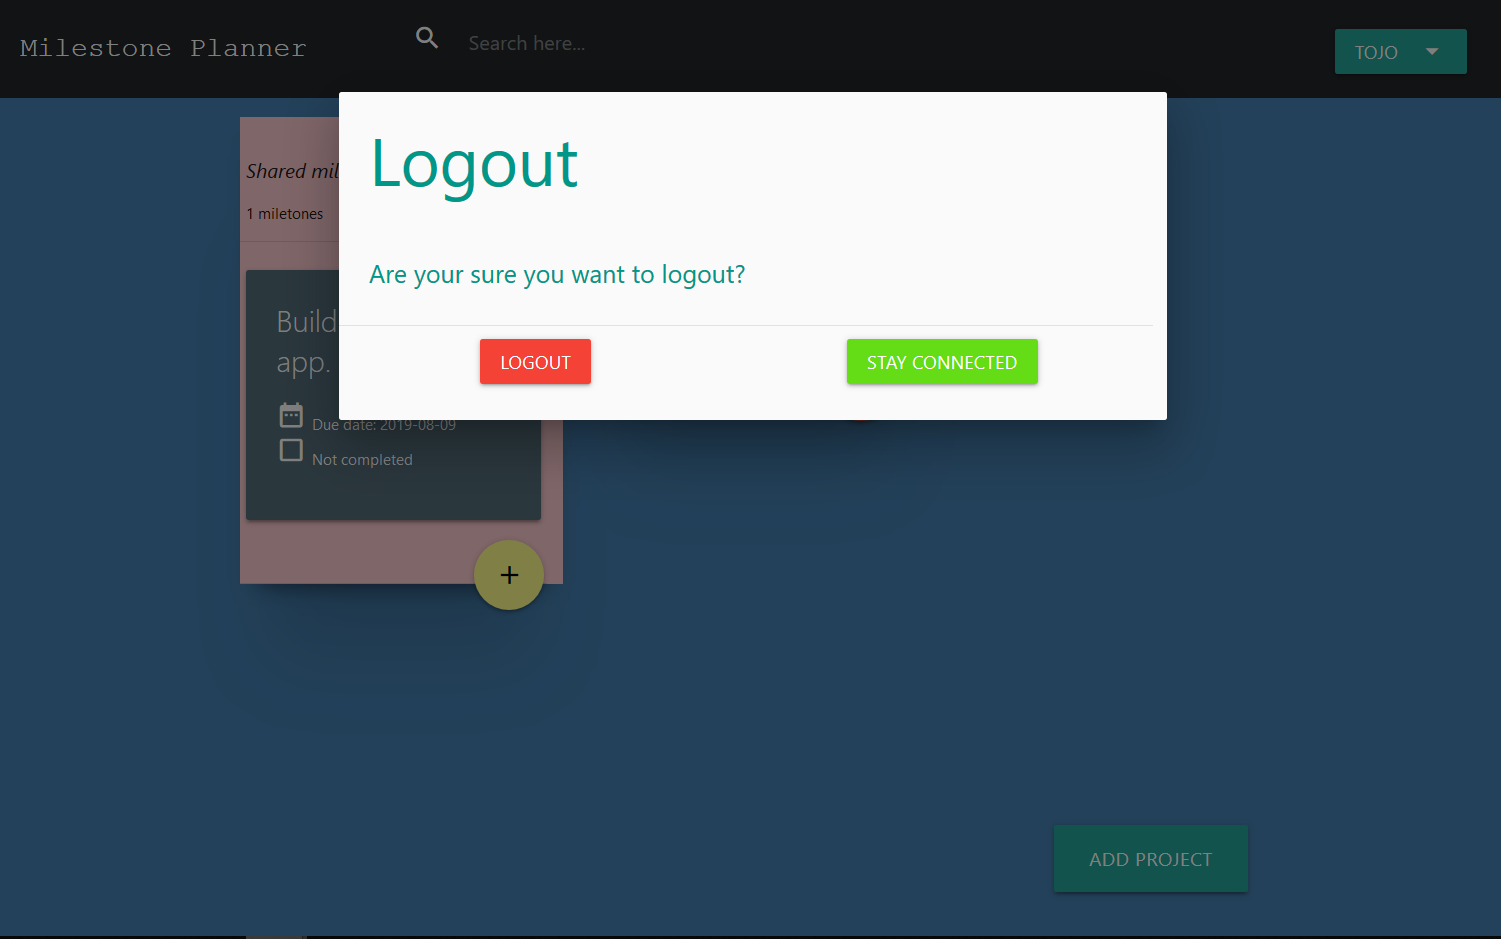 Milestone Planner
Search here...
TOJO
Logout
Are your sure you want to logout?
LOGOUT
STAY CONNECTED
Shared mil
1 miletones
Build
app.
Due date: 2019-08-09
Not completed
+
ADD PROJECT